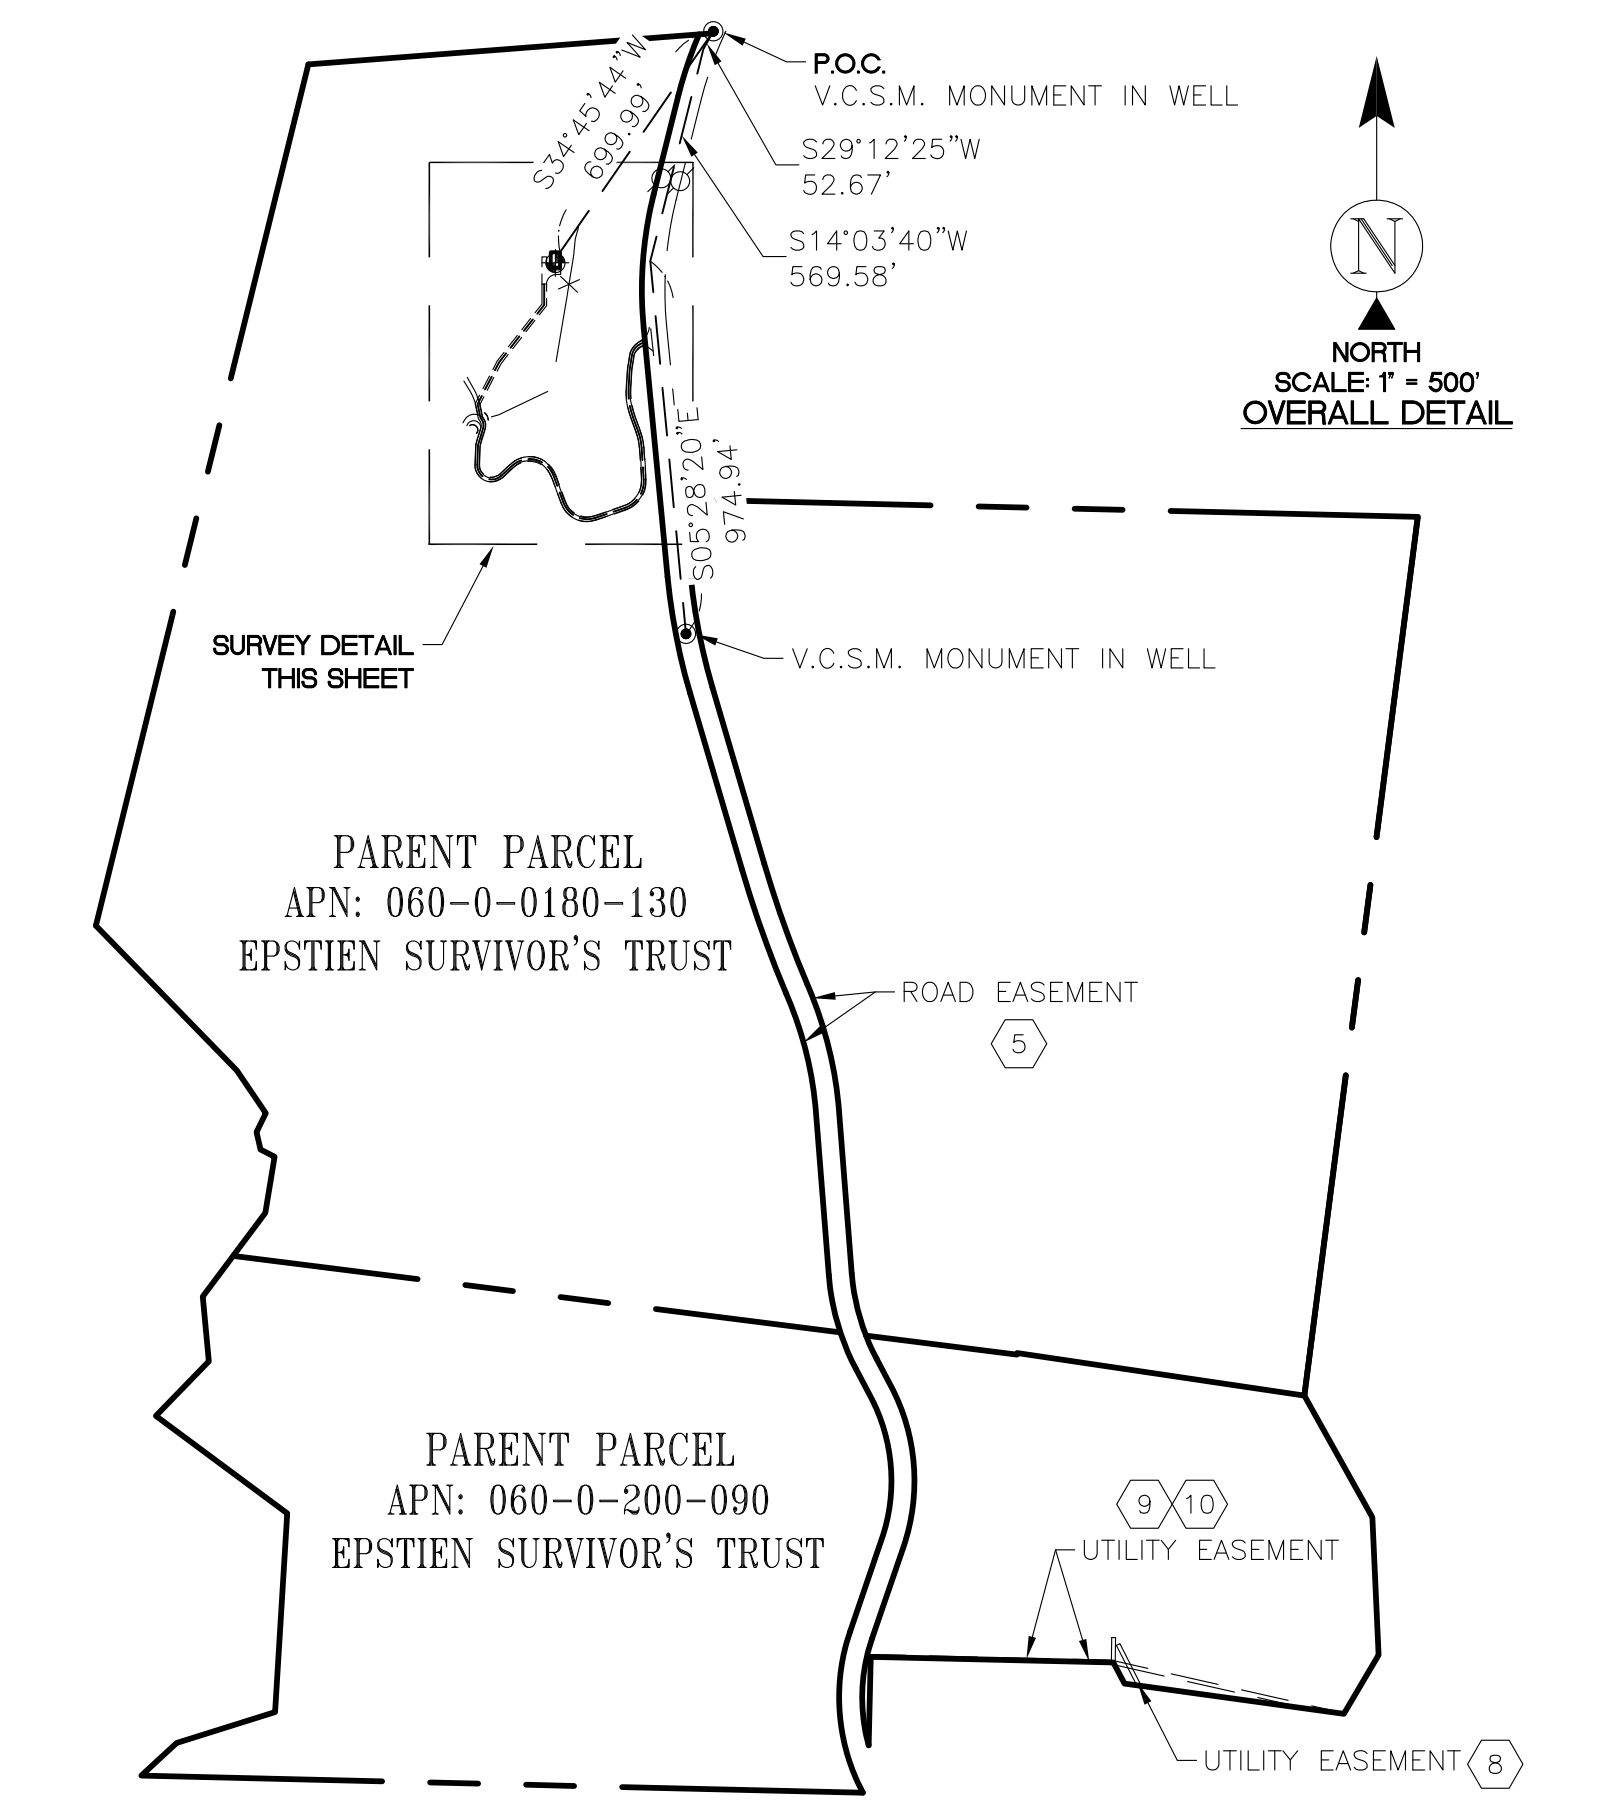 P.O.C.
V.C.S.M. MONUMENT IN WELL
S34°45'44"W
699.99'
S29°12'25"W
52.67'
S14°03'40"W
569.58'
N
NORTH
SCALE: 1" = 500'
OVERALL DETAIL
S05°28'20"E
974.94'
SURVEY DETAIL
THIS SHEET
V.C.S.M. MONUMENT IN WELL
PARENT PARCEL
APN: 060-0-0180-130
EPSTIEN SURVIVOR'S TRUST
ROAD EASEMENT
5
PARENT PARCEL
APN: 060-0-200-090
EPSTIEN SURVIVOR'S TRUST
9 10
UTILITY EASEMENT
UTILITY EASEMENT 8